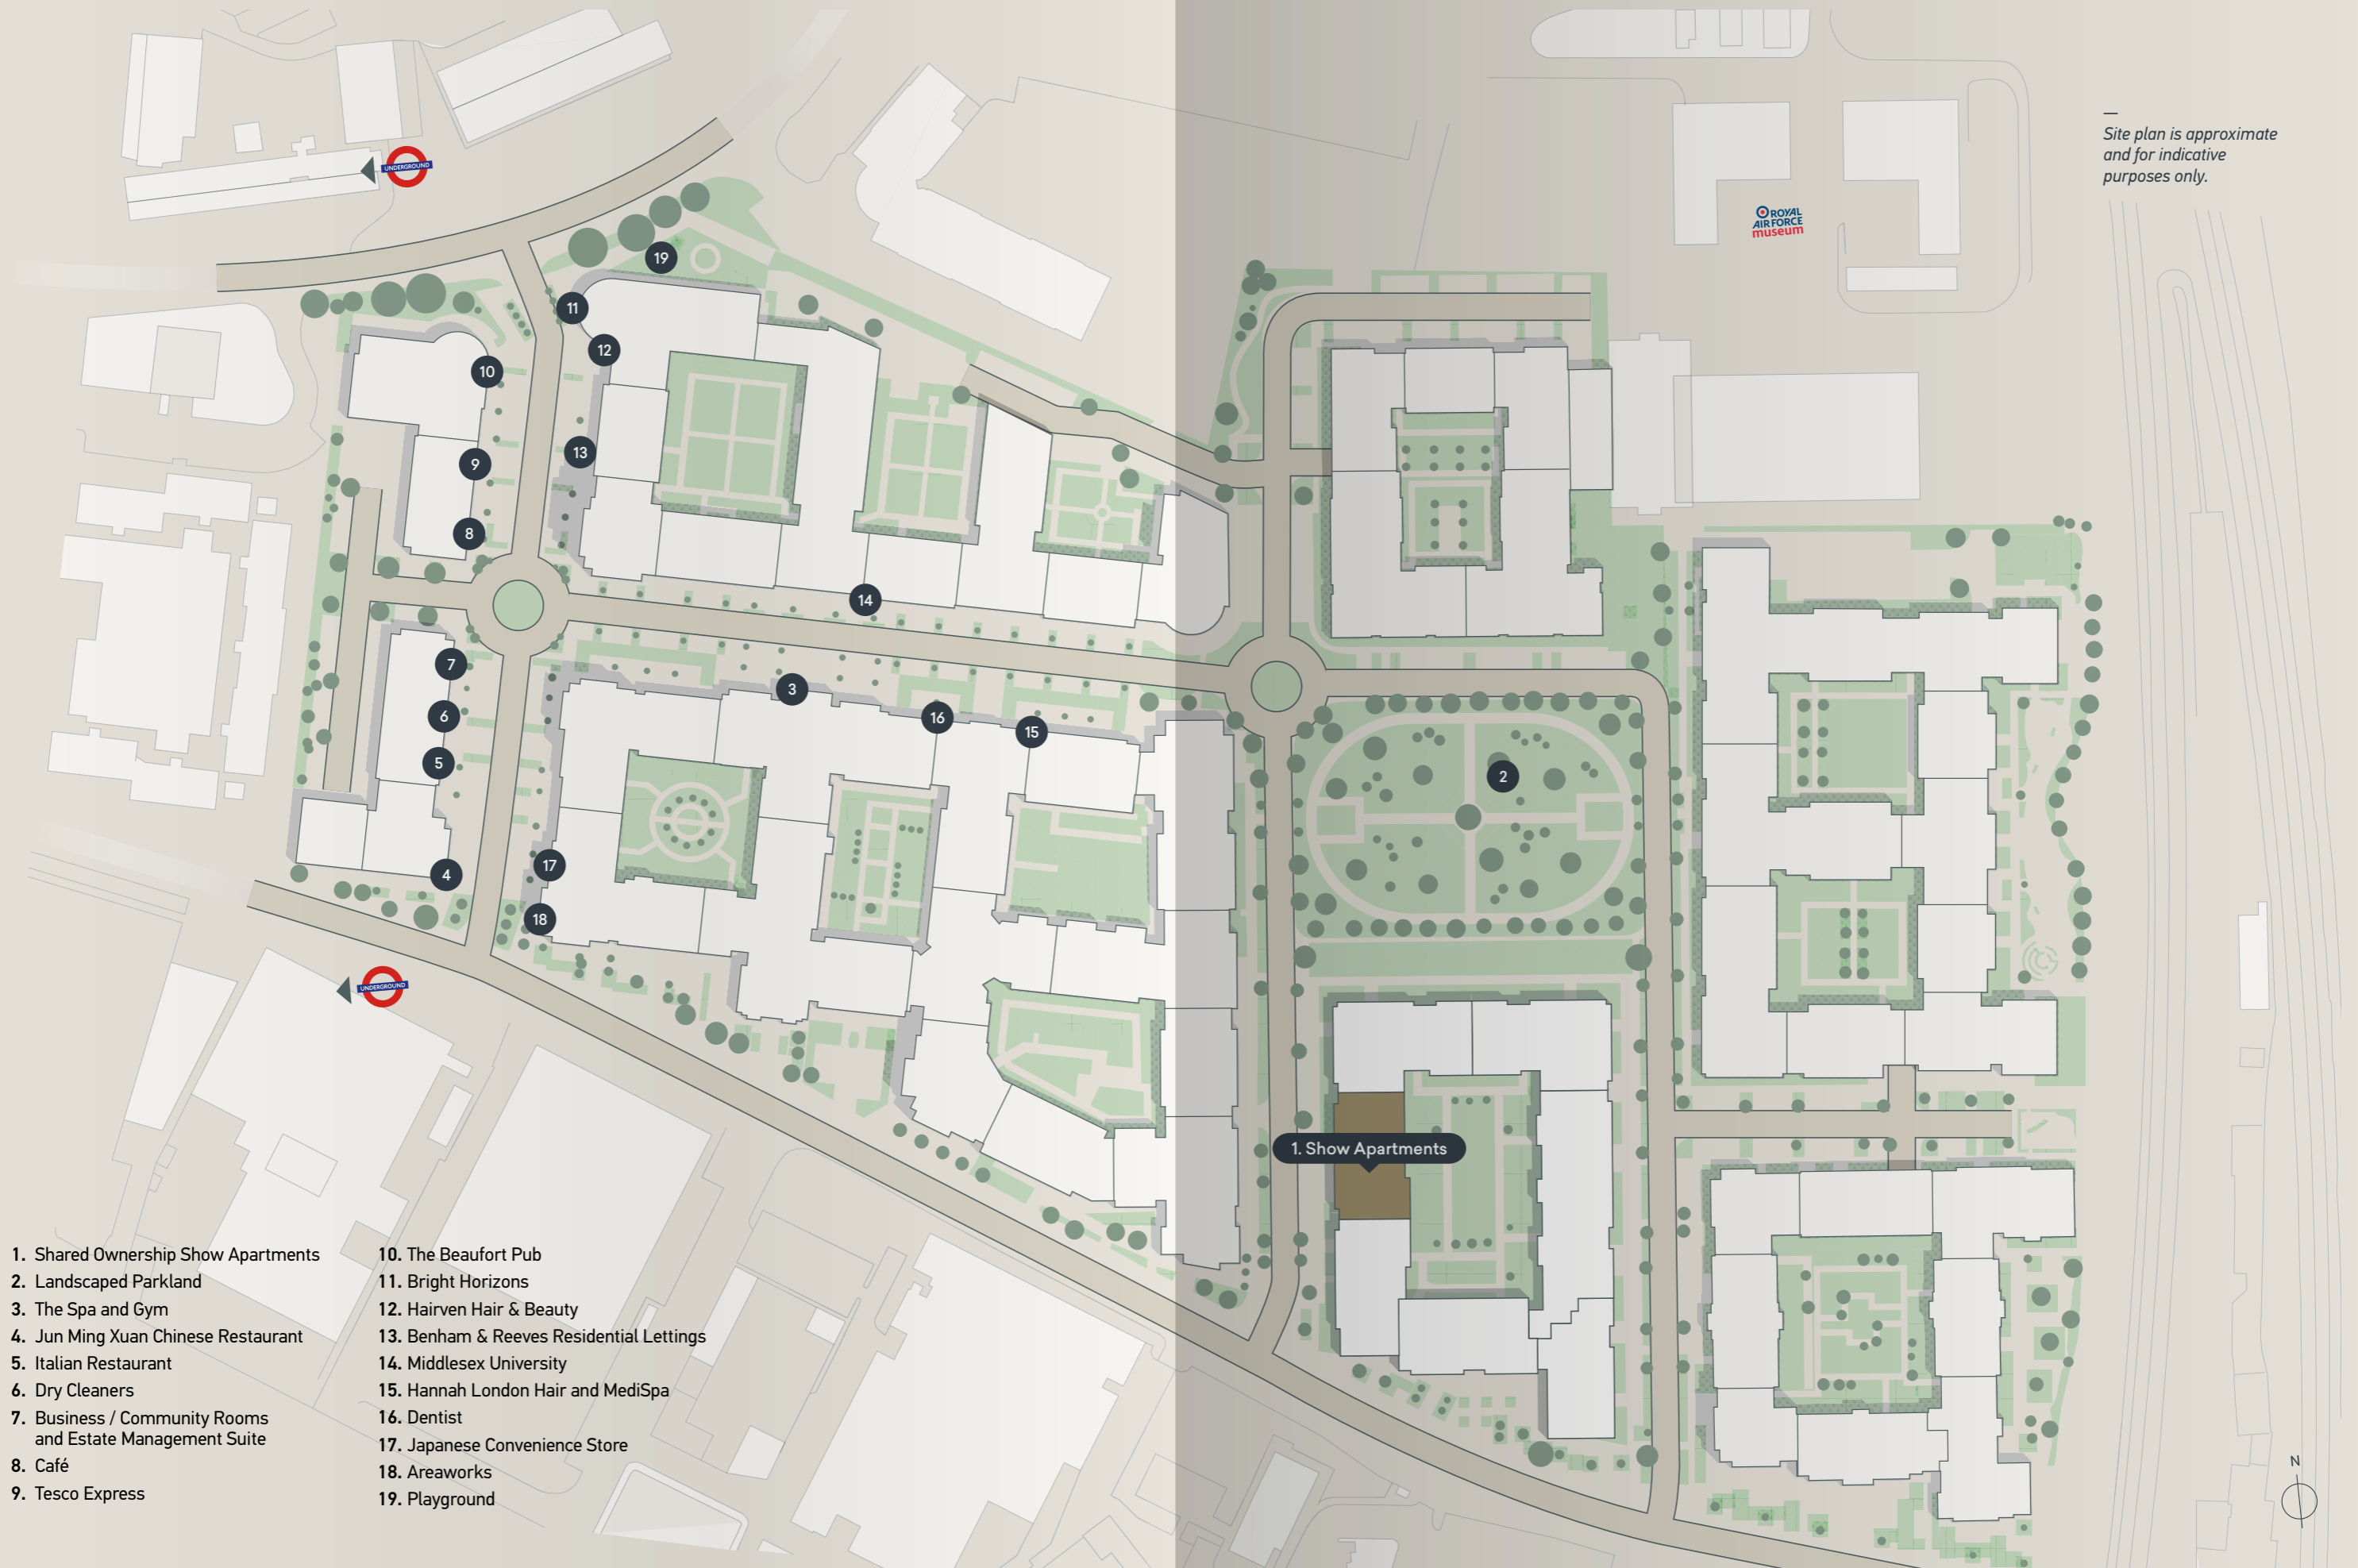 UNDERGROUND
—
Site plan is approximate
and for indicative
purposes only.
ROYAL
AIR FORCE
museum
19
11
12
10
13
9
8
14
7
3
6
16
15
5
2
17
4
18
UNDERGROUND
1. Show Apartments
1. Shared Ownership Show Apartments
2. Landscaped Parkland
3. The Spa and Gym
4. Jun Ming Xuan Chinese Restaurant
5. Italian Restaurant
6. Dry Cleaners
7. Business / Community Rooms
and Estate Management Suite
8. Café
9. Tesco Express
10. The Beaufort Pub
11. Bright Horizons
12. Hairven Hair & Beauty
13. Benham & Reeves Residential Lettings
14. Middlesex University
15. Hannah London Hair and MediSpa
16. Dentist
17. Japanese Convenience Store
18. Areaworks
19. Playground
N